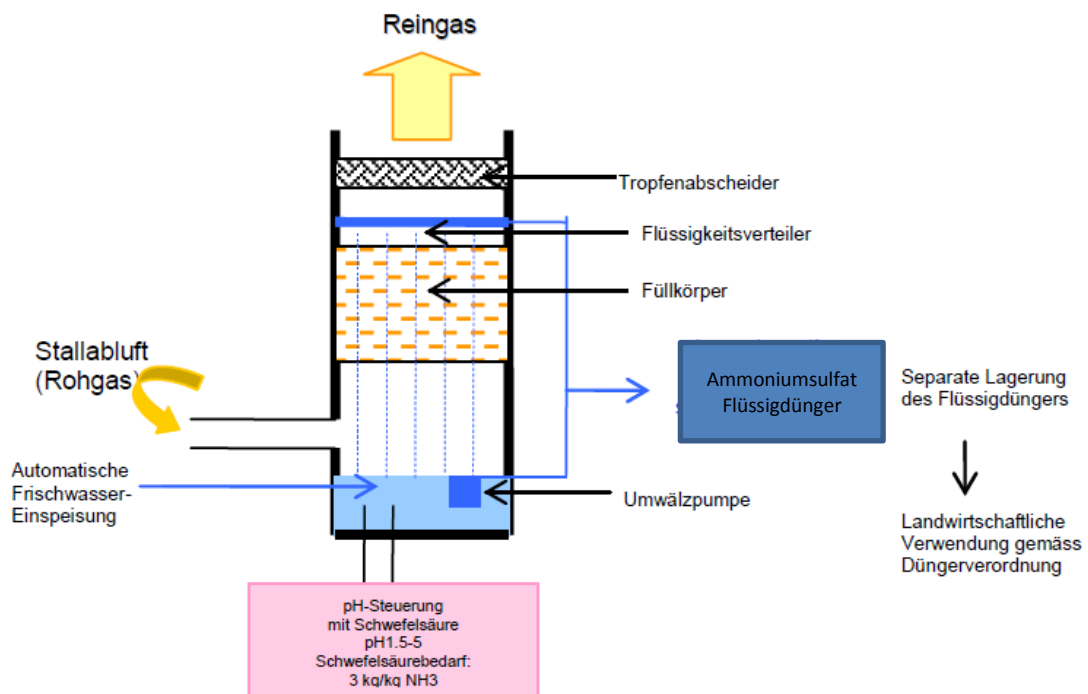 Reingas
Tropfenabscheider
Flüssigkeitsverteiler
Füllkörper
Stallabluft
(Rohgas)
Ammoniumsulfat
Flüssigdünger
Separate Lagerung
des Flüssigdüngers
Automatische
Frischwasser-
Einspeisung
Umwälzpumpe
Landwirtschaftliche
Verwendung gemäss
Düngerverordnung
pH-Steuerung
mit Schwefelsäure
pH1.5-5
Schwefelsäurebedarf:
3 kg/kg NH3